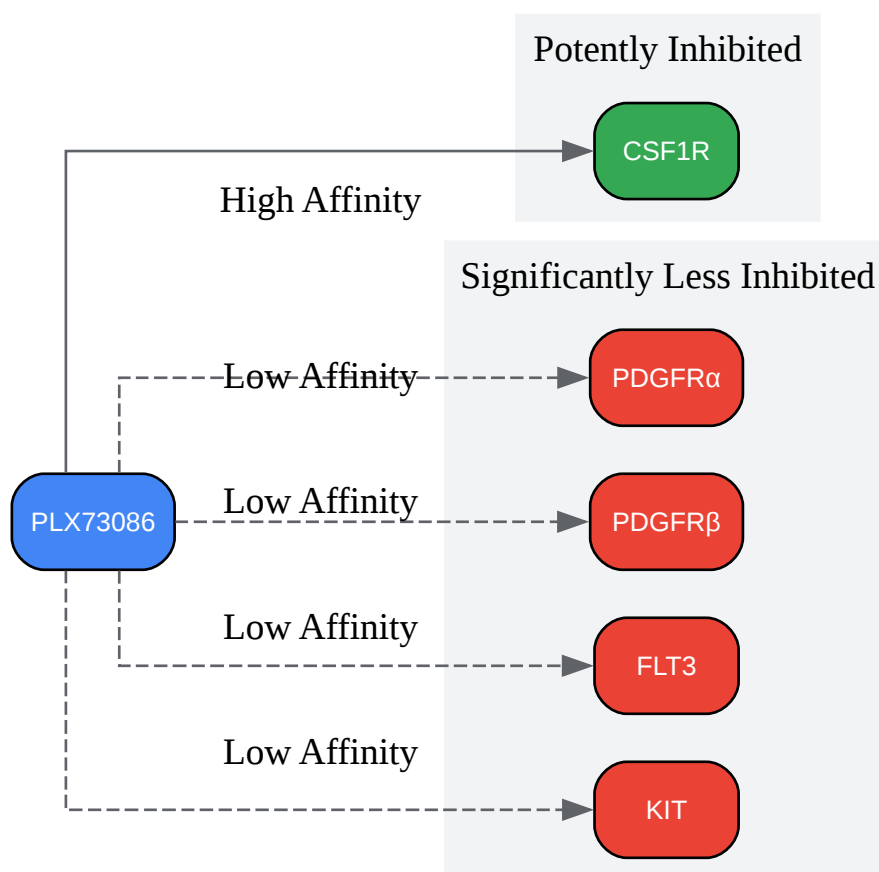 Potently Inhibited
CSF1R
High Affinity
Significantly Less Inhibited
Low Affinity
PDGFRα
PLX73086
Low Affinity
PDGFRβ
Low Affinity
FLT3
Low Affinity
KIT